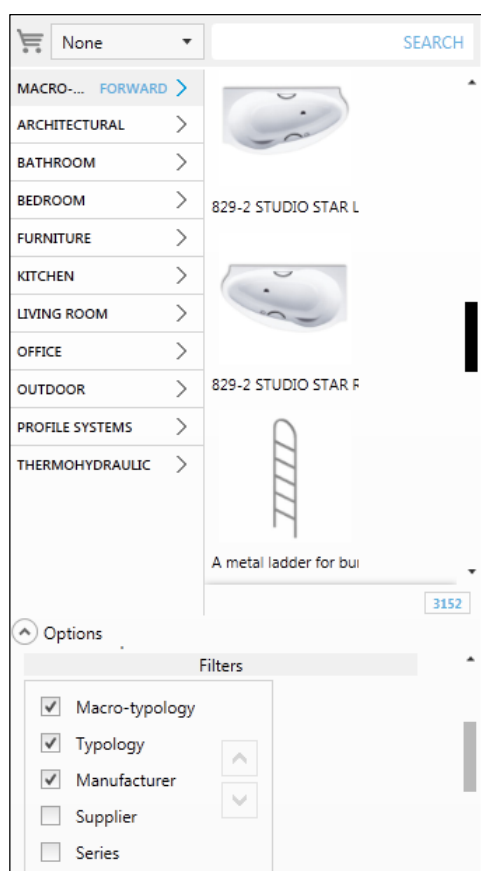 None
SEARCH
MACRO-... FORWARD
ARCHITECTURAL
BATHROOM
BEDROOM
FURNITURE
KITCHEN
LIVING ROOM
OFFICE
OUTDOOR
PROFILE SYSTEMS
THERMOHYDRAULIC
829-2 STUDIO STAR L
829-2 STUDIO STAR R
A metal ladder for bu
3152
Options
Filters
Macro-typology
Typology
Manufacturer
Supplier
Series